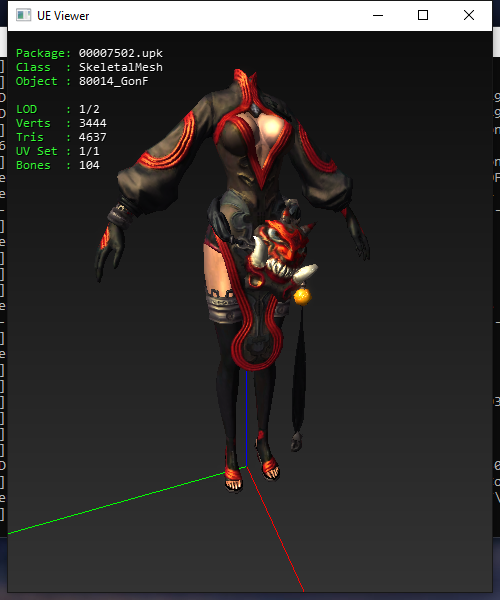 UE Viewer
Package: 00007502.upk
Class : SkeletalMesh
Object : 80014_GonF
LOD : 1/2
Verts : 3444
Tris : 4637
UV Set : 1/1
Bones : 104